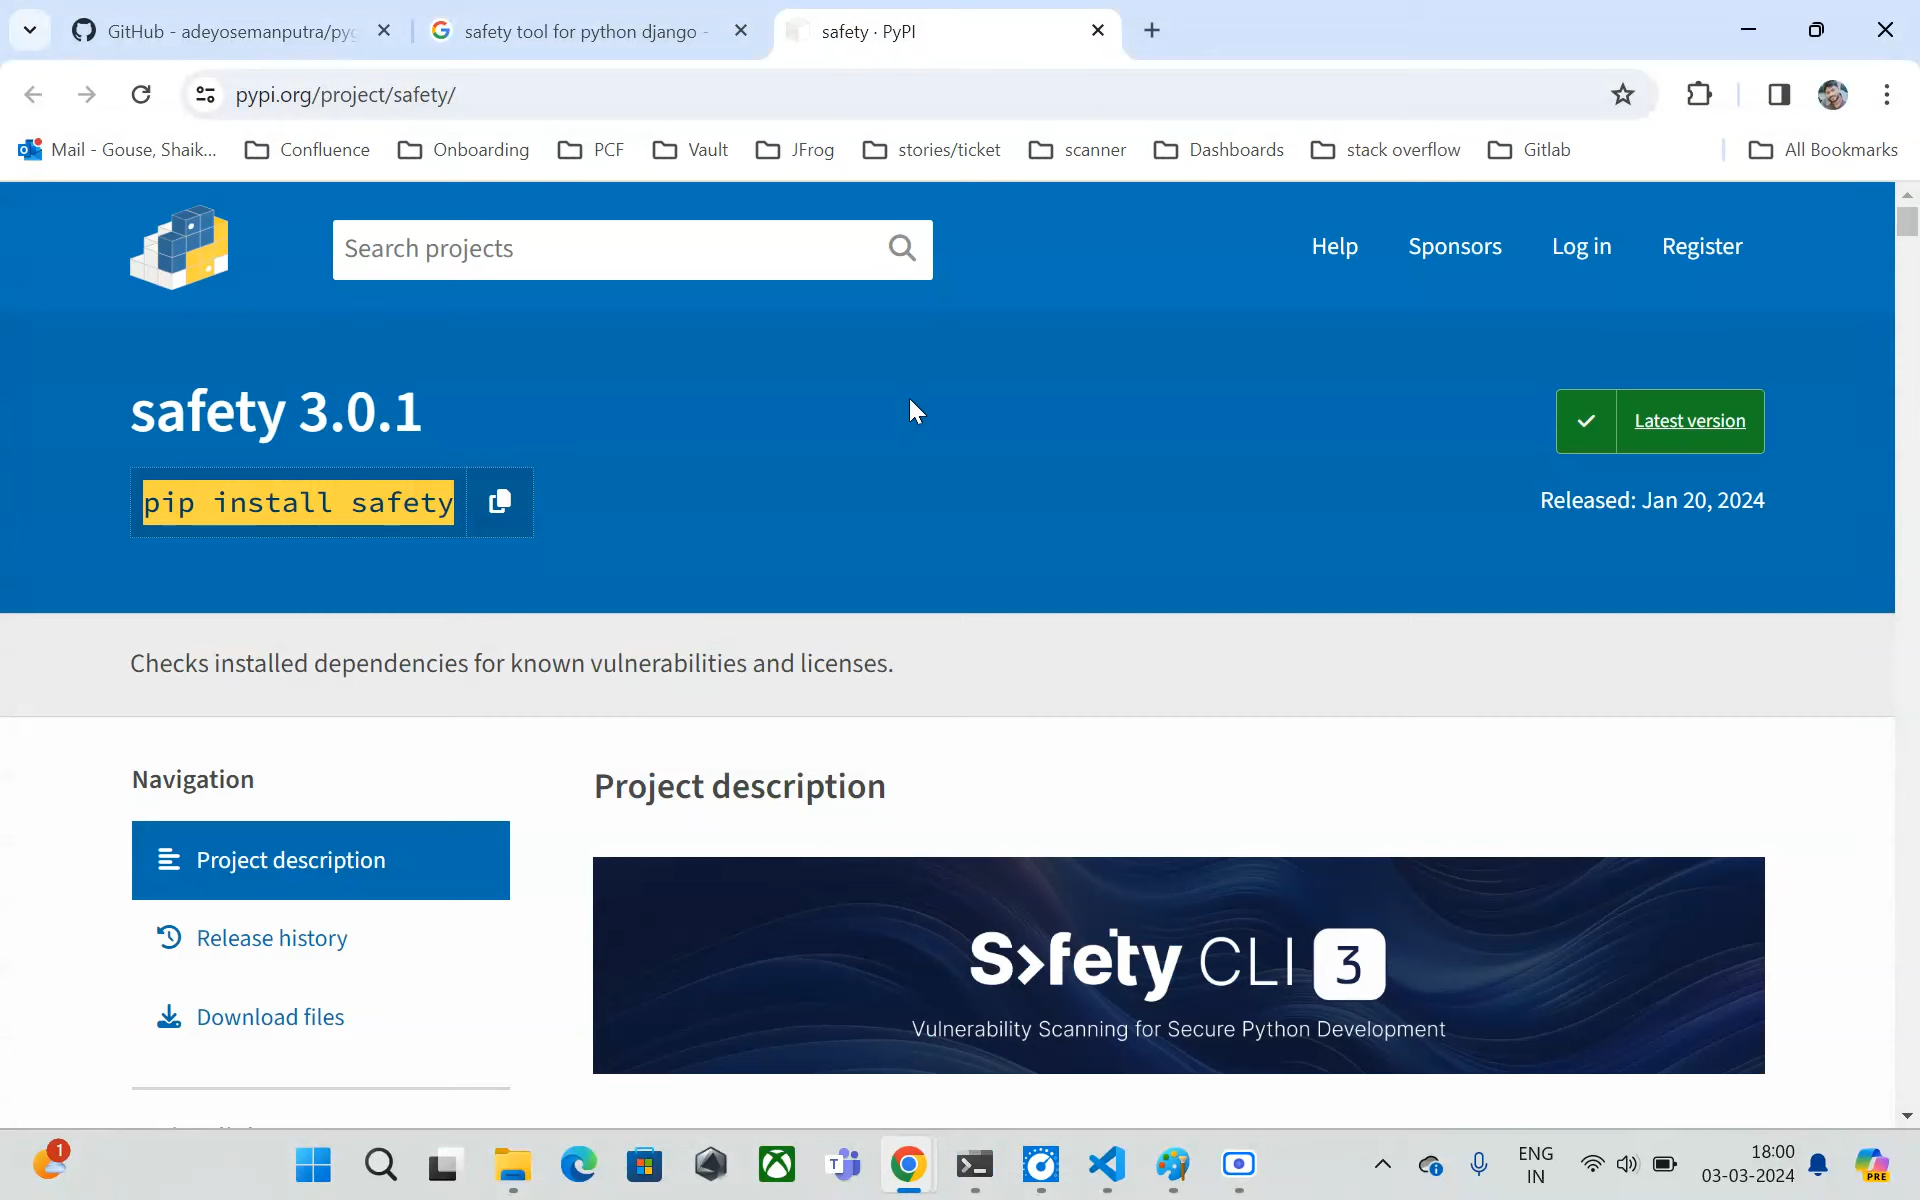 GitHub - adeyosemanputra/pyg
safety tool for python django -
safety · PyPI
pypi.org/project/safety/
Mail - Gouse, Shaik...
Confluence
Onboarding
PCF
Vault
JFrog
stories/ticket
scanner
Dashboards
stack overflow
Gitlab
All Bookmarks
Search projects
Help
Sponsors
Log in
Register
safety 3.0.1
Latest version
pip install safety
Released: Jan 20, 2024
Checks installed dependencies for known vulnerabilities and licenses.
Navigation
Project description
Project description
Release history
Download files
Safety CLI 3
Vulnerability Scanning for Secure Python Development
1
ENG
IN
18:00
03-03-2024
PRE